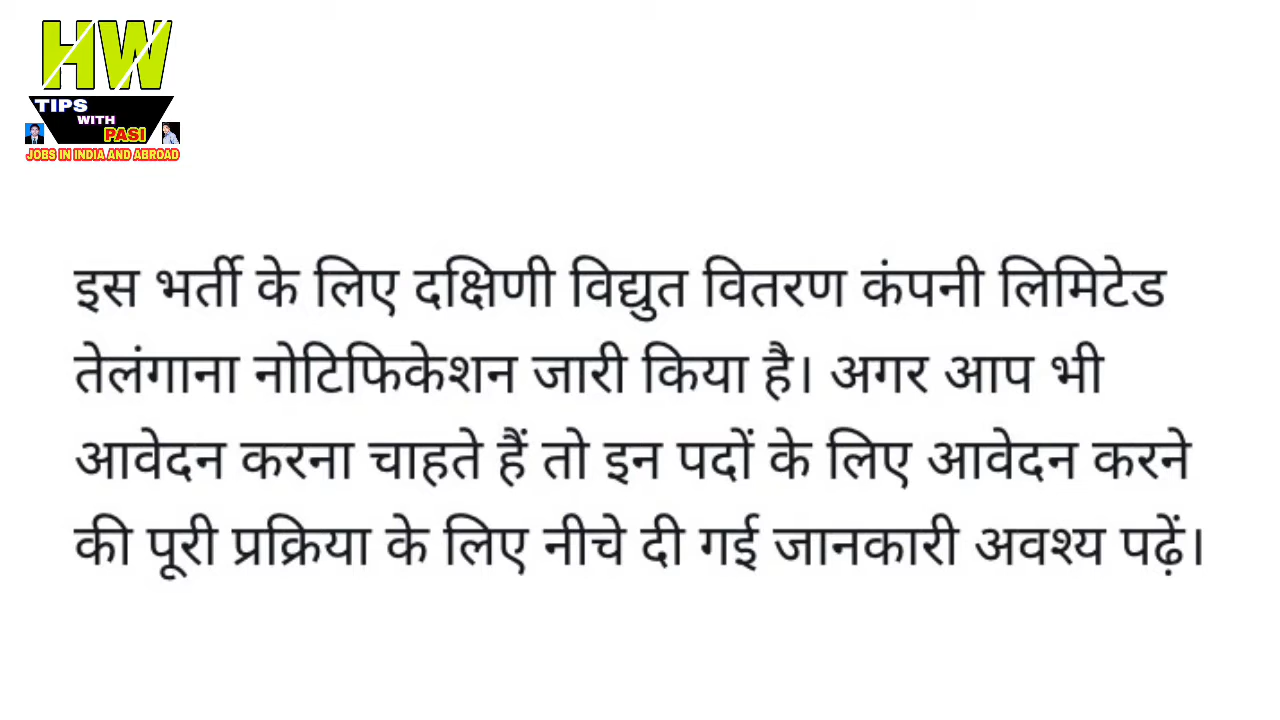 HW
TIPS
WITH
PASI
JOBS IN INDIA AND ABROAD
इस भर्ती के लिए दक्षिणी विद्युत वितरण कंपनी लिमिटेड
तेलंगाना नोटिफिकेशन जारी किया है। अगर आप भी
आवेदन करना चाहते हैं तो इन पदों के लिए आवेदन करने
की पूरी प्रक्रिया के लिए नीचे दी गई जानकारी अवश्य पढ़ें।